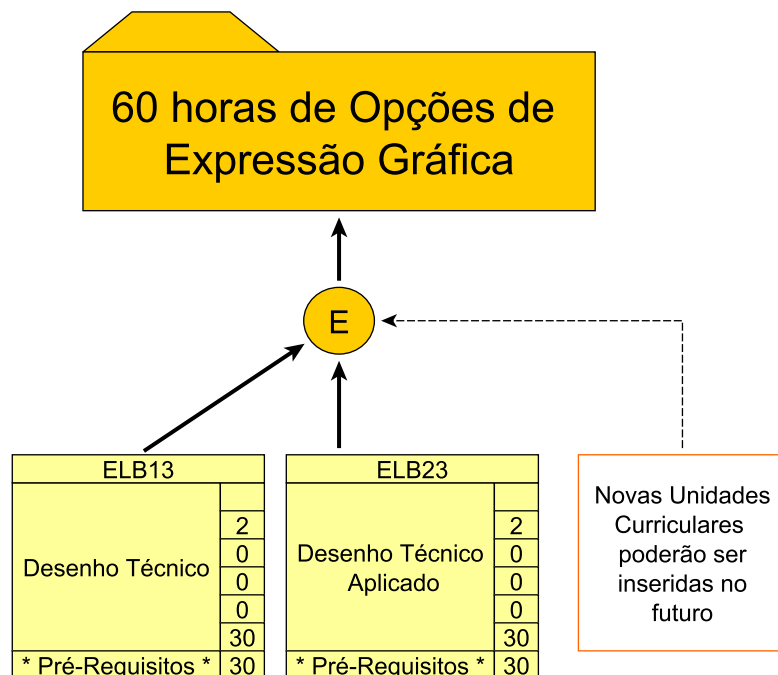 60 horas de Opções de
Expressão Gráfica
E
ELB13
Desenho Técnico
2
0
0
0
30
* Pré-Requisitos * 30
ELB23
Desenho Técnico
Aplicado
2
0
0
0
30
* Pré-Requisitos * 30
Novas Unidades
Curriculares
poderão ser
inseridas no
futuro